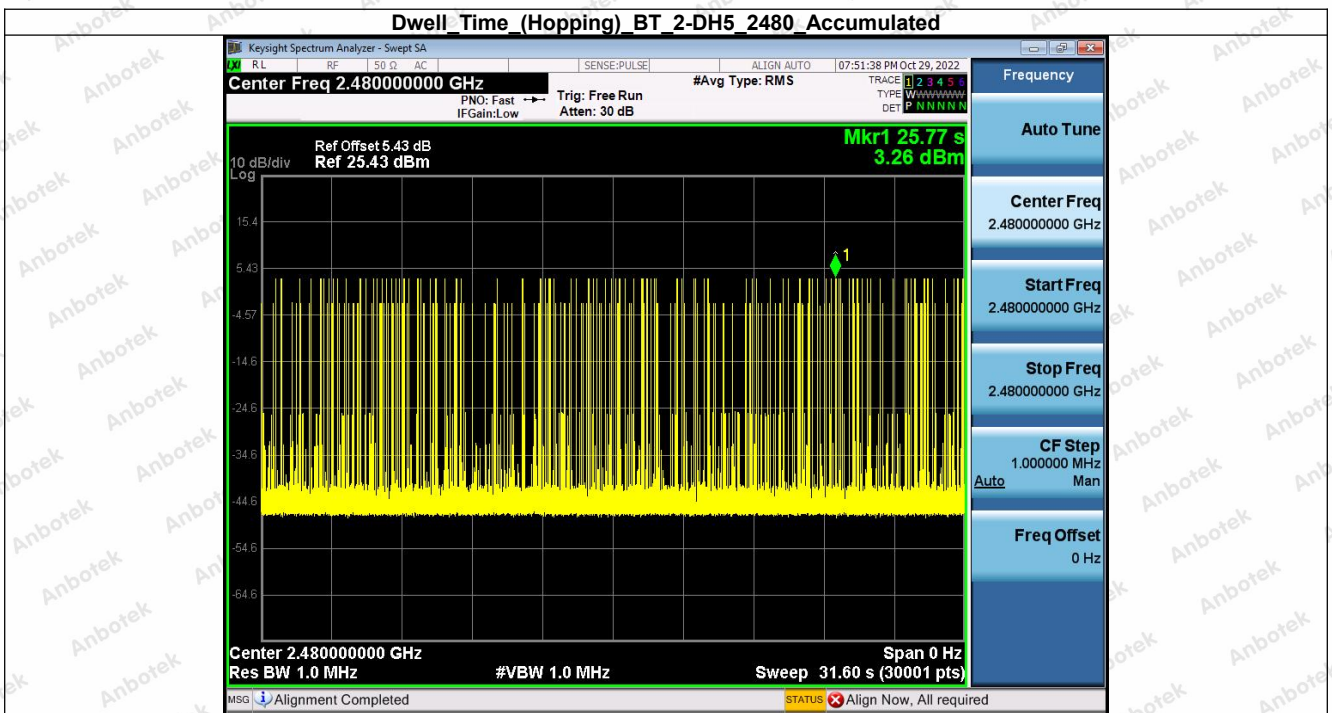 Dwell_Time_(Hopping)_BT_2-DH5_2480_Accumulated
Keysight Spectrum Analyzer - Swept SA
LXI RL RF 50 Ω AC SENSE:PULSE ALIGN AUTO 07:51:38 PM Oct 29, 2022
Center Freq 2.480000000 GHz
PNO: Fast
IFGain:Low
Trig: Free Run
Atten: 30 dB
#Avg Type: RMS
TRACE 1 2 3 4 5 6
TYPE WWWWWW
DET P N N N N N
Mkr1 25.77 s
3.26 dBm
Ref Offset 5.43 dB
10 dB/div Ref 25.43 dBm
Log
15.4
5.43
-4.57
-14.6
-24.6
-34.6
-44.6
-54.6
-64.6
1
Center 2.480000000 GHz Span 0 Hz
Res BW 1.0 MHz #VBW 1.0 MHz Sweep 31.60 s (30001 pts)
MSG Alignment Completed STATUS Align Now, All required
Frequency
Auto Tune
Center Freq
2.480000000 GHz
Start Freq
2.480000000 GHz
Stop Freq
2.480000000 GHz
CF Step
1.000000 MHz
Auto Man
Freq Offset
0 Hz
Anbotek